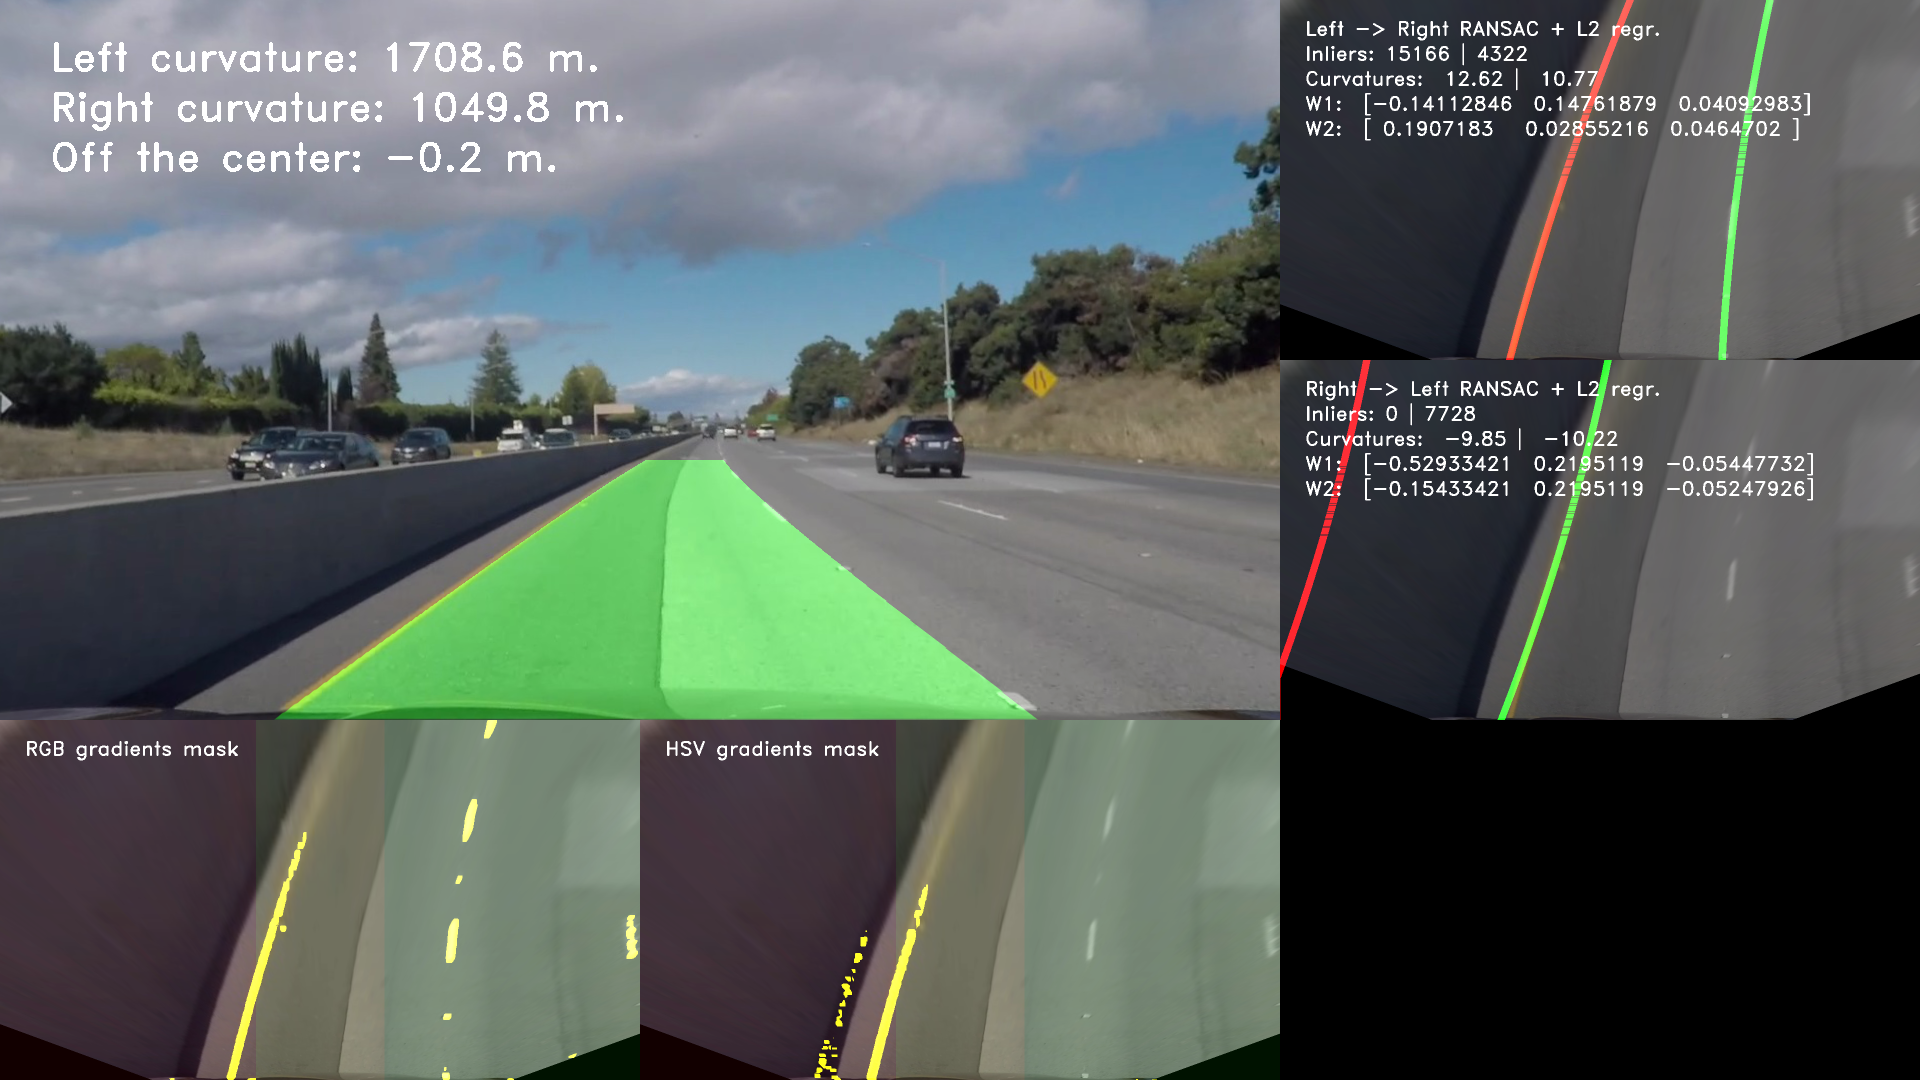 Left curvature: 1708.6 m.
Right curvature: 1049.8 m.
Off the center: -0.2 m.
Left -> Right RANSAC + L2 regr.
Inliers: 15166 | 4322
Curvatures: 12.62 | 10.77
W1: [-0.14112846 0.14761879 0.04092983]
W2: [ 0.1907183 0.02855216 0.0464702 ]
Right -> Left RANSAC + L2 regr.
Inliers: 0 | 7728
Curvatures: -9.85 | -10.22
W1: [-0.52933421 0.2195119 -0.05447732]
W2: [-0.15433421 0.2195119 -0.05247926]
RGB gradients mask
HSV gradients mask